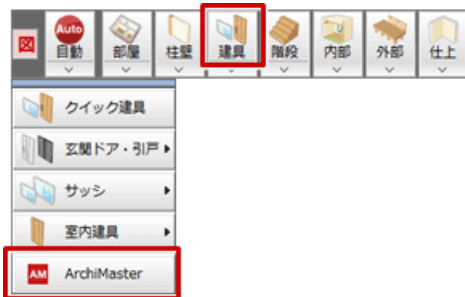 Auto
自動 部屋 柱壁 建具 階段 内部 外部 仕上
クイック建具
玄関ドア・引戸
サッシ
室内建具
AM ArchiMaster